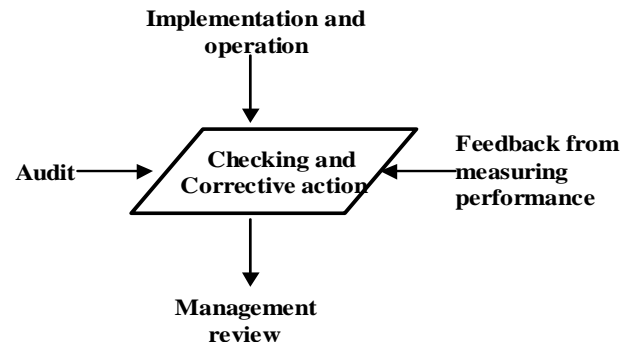 Implementation and
operation
Audit
Checking and
Corrective action
Feedback from
measuring
performance
Management
review